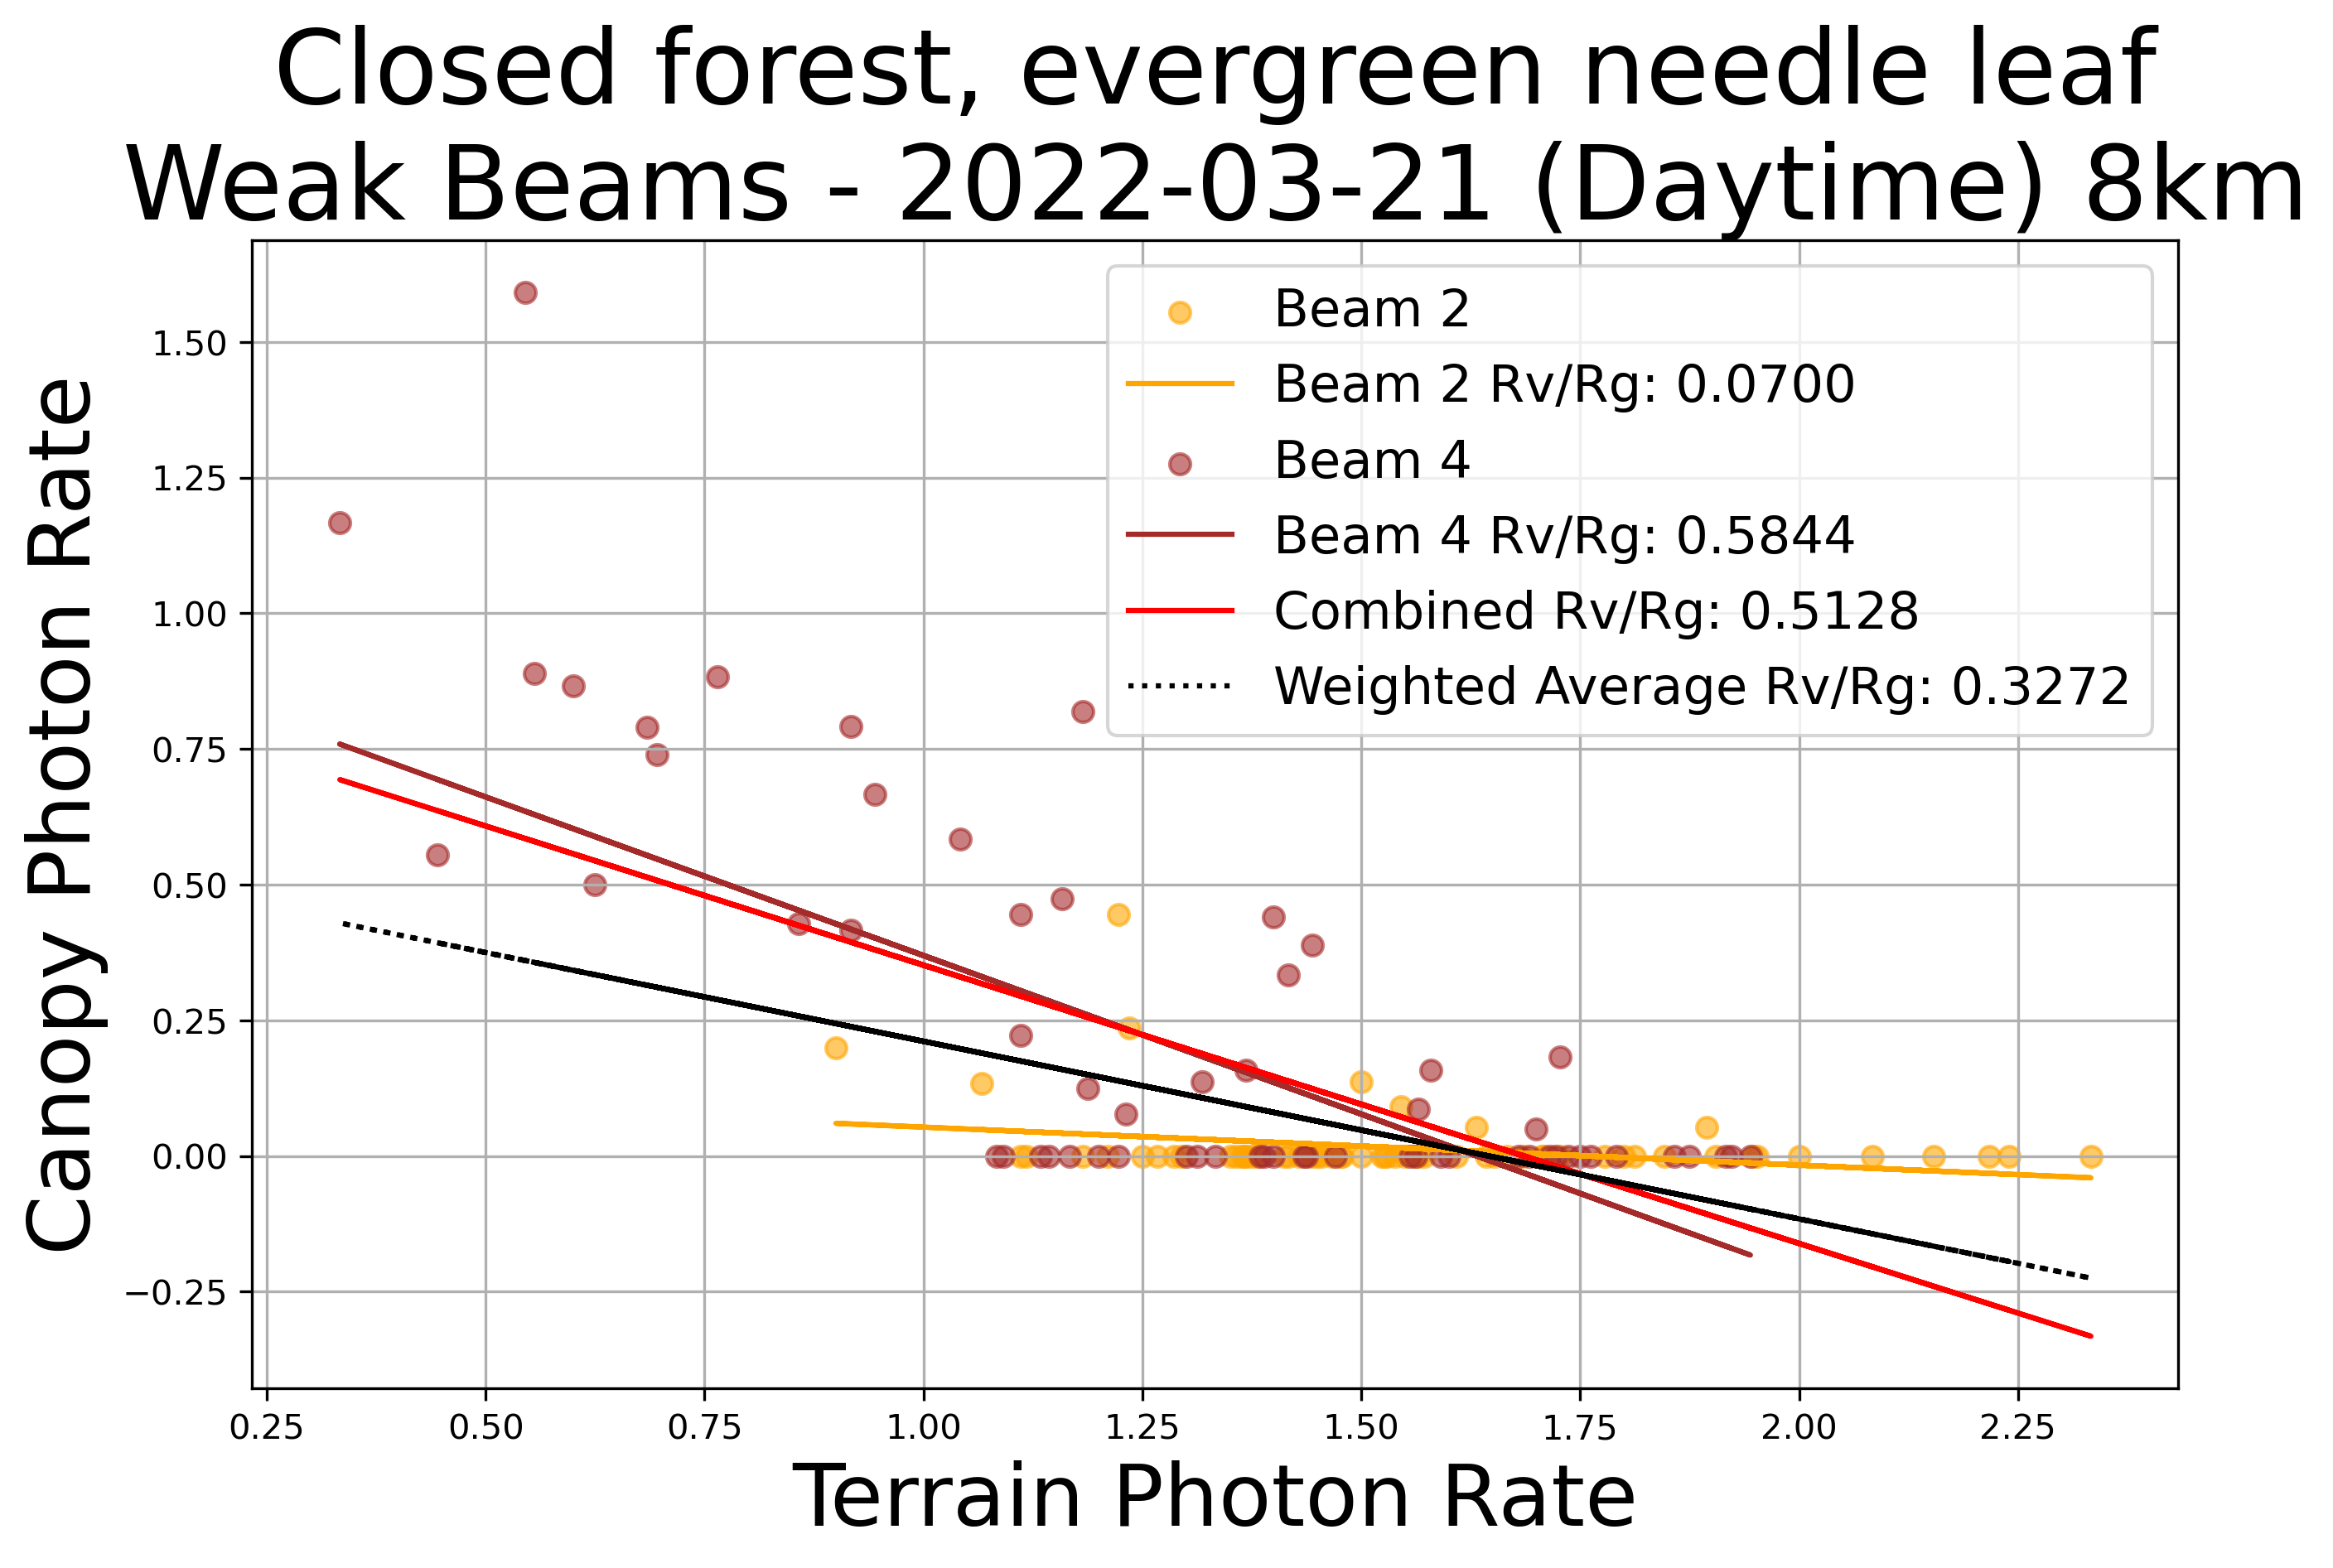 Closed forest, evergreen needle leaf
Weak Beams - 2022-03-21 (Daytime) 8km
Beam 2
Beam 2 Rv/Rg: 0.0700
Beam 4
Beam 4 Rv/Rg: 0.5844
Combined Rv/Rg: 0.5128
Weighted Average Rv/Rg: 0.3272
Canopy Photon Rate
1.50
1.25
1.00
0.75
0.50
0.25
0.00
−0.25
0.25 0.50 0.75 1.00 1.25 1.50 1.75 2.00 2.25
Terrain Photon Rate